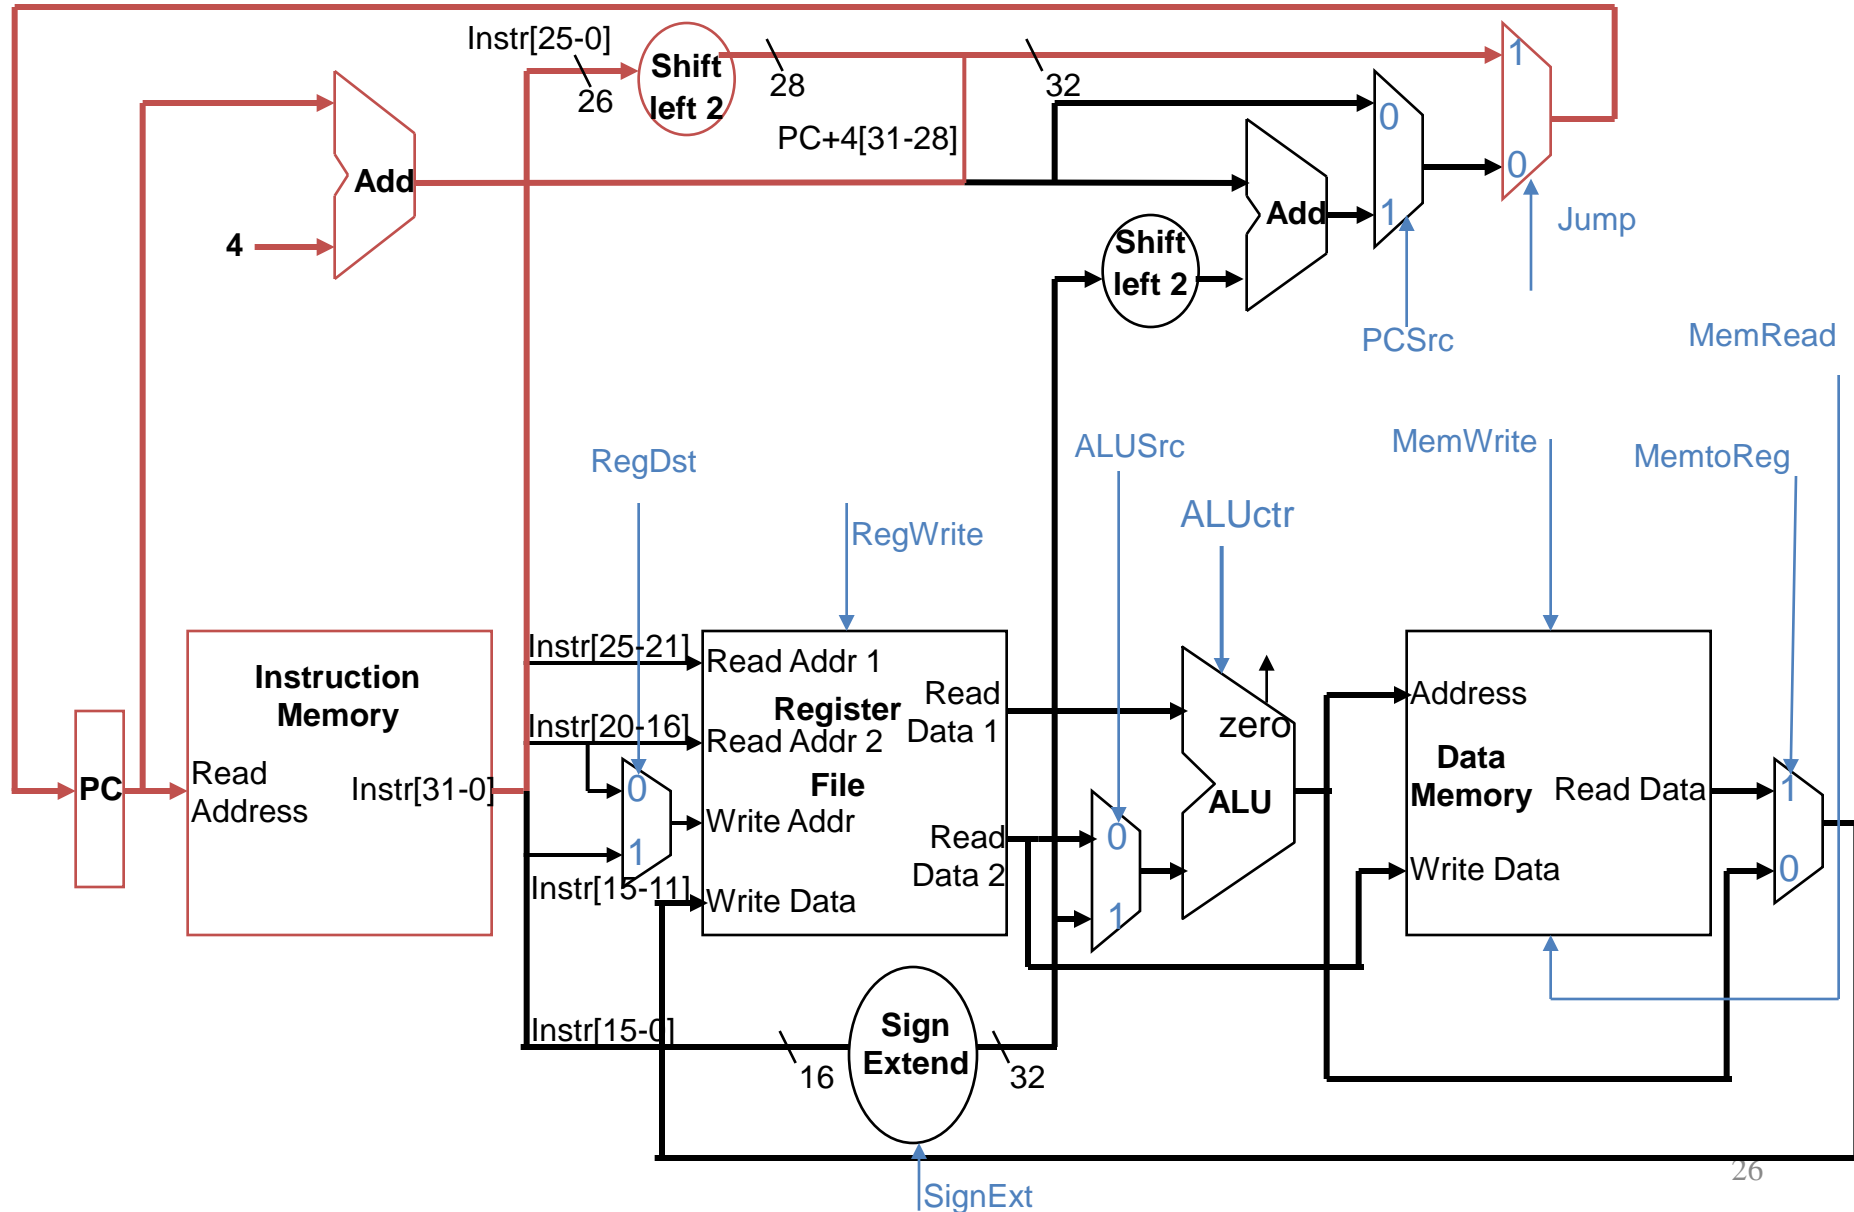 Instr[25-0]
Shift
left 2
26
28
32
1
PC+4[31-28]
0
0
Add
4
Add
1
Jump
Shift
left 2
PCSrc
MemRead
RegDst
ALUSrc
MemWrite
MemtoReg
RegWrite
ALUctr
Instruction
Memory
Instr[25-21]
Read Addr 1
Read
Data 1
Register
Instr[20-16]
Read Addr 2
zero
Address
Data
Memory
PC
Read
Address
Instr[31-0]
0
File
ALU
Read Data
1
Write Addr
1
Read
Data 2
0
Write Data
0
Instr[15-11]
Write Data
1
Instr[15-0]
16
Sign
Extend
32
SignExt
26